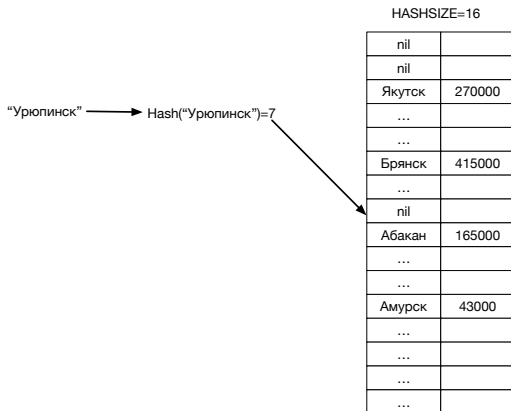 HASHSIZE=16
“Урюпинск” Hash(“Урюпинск”)=7
nil
nil
Якутск 270000
...
...
Брянск 415000
...
nil
Абакан 165000
...
...
Амурск 43000
...
...
...
...